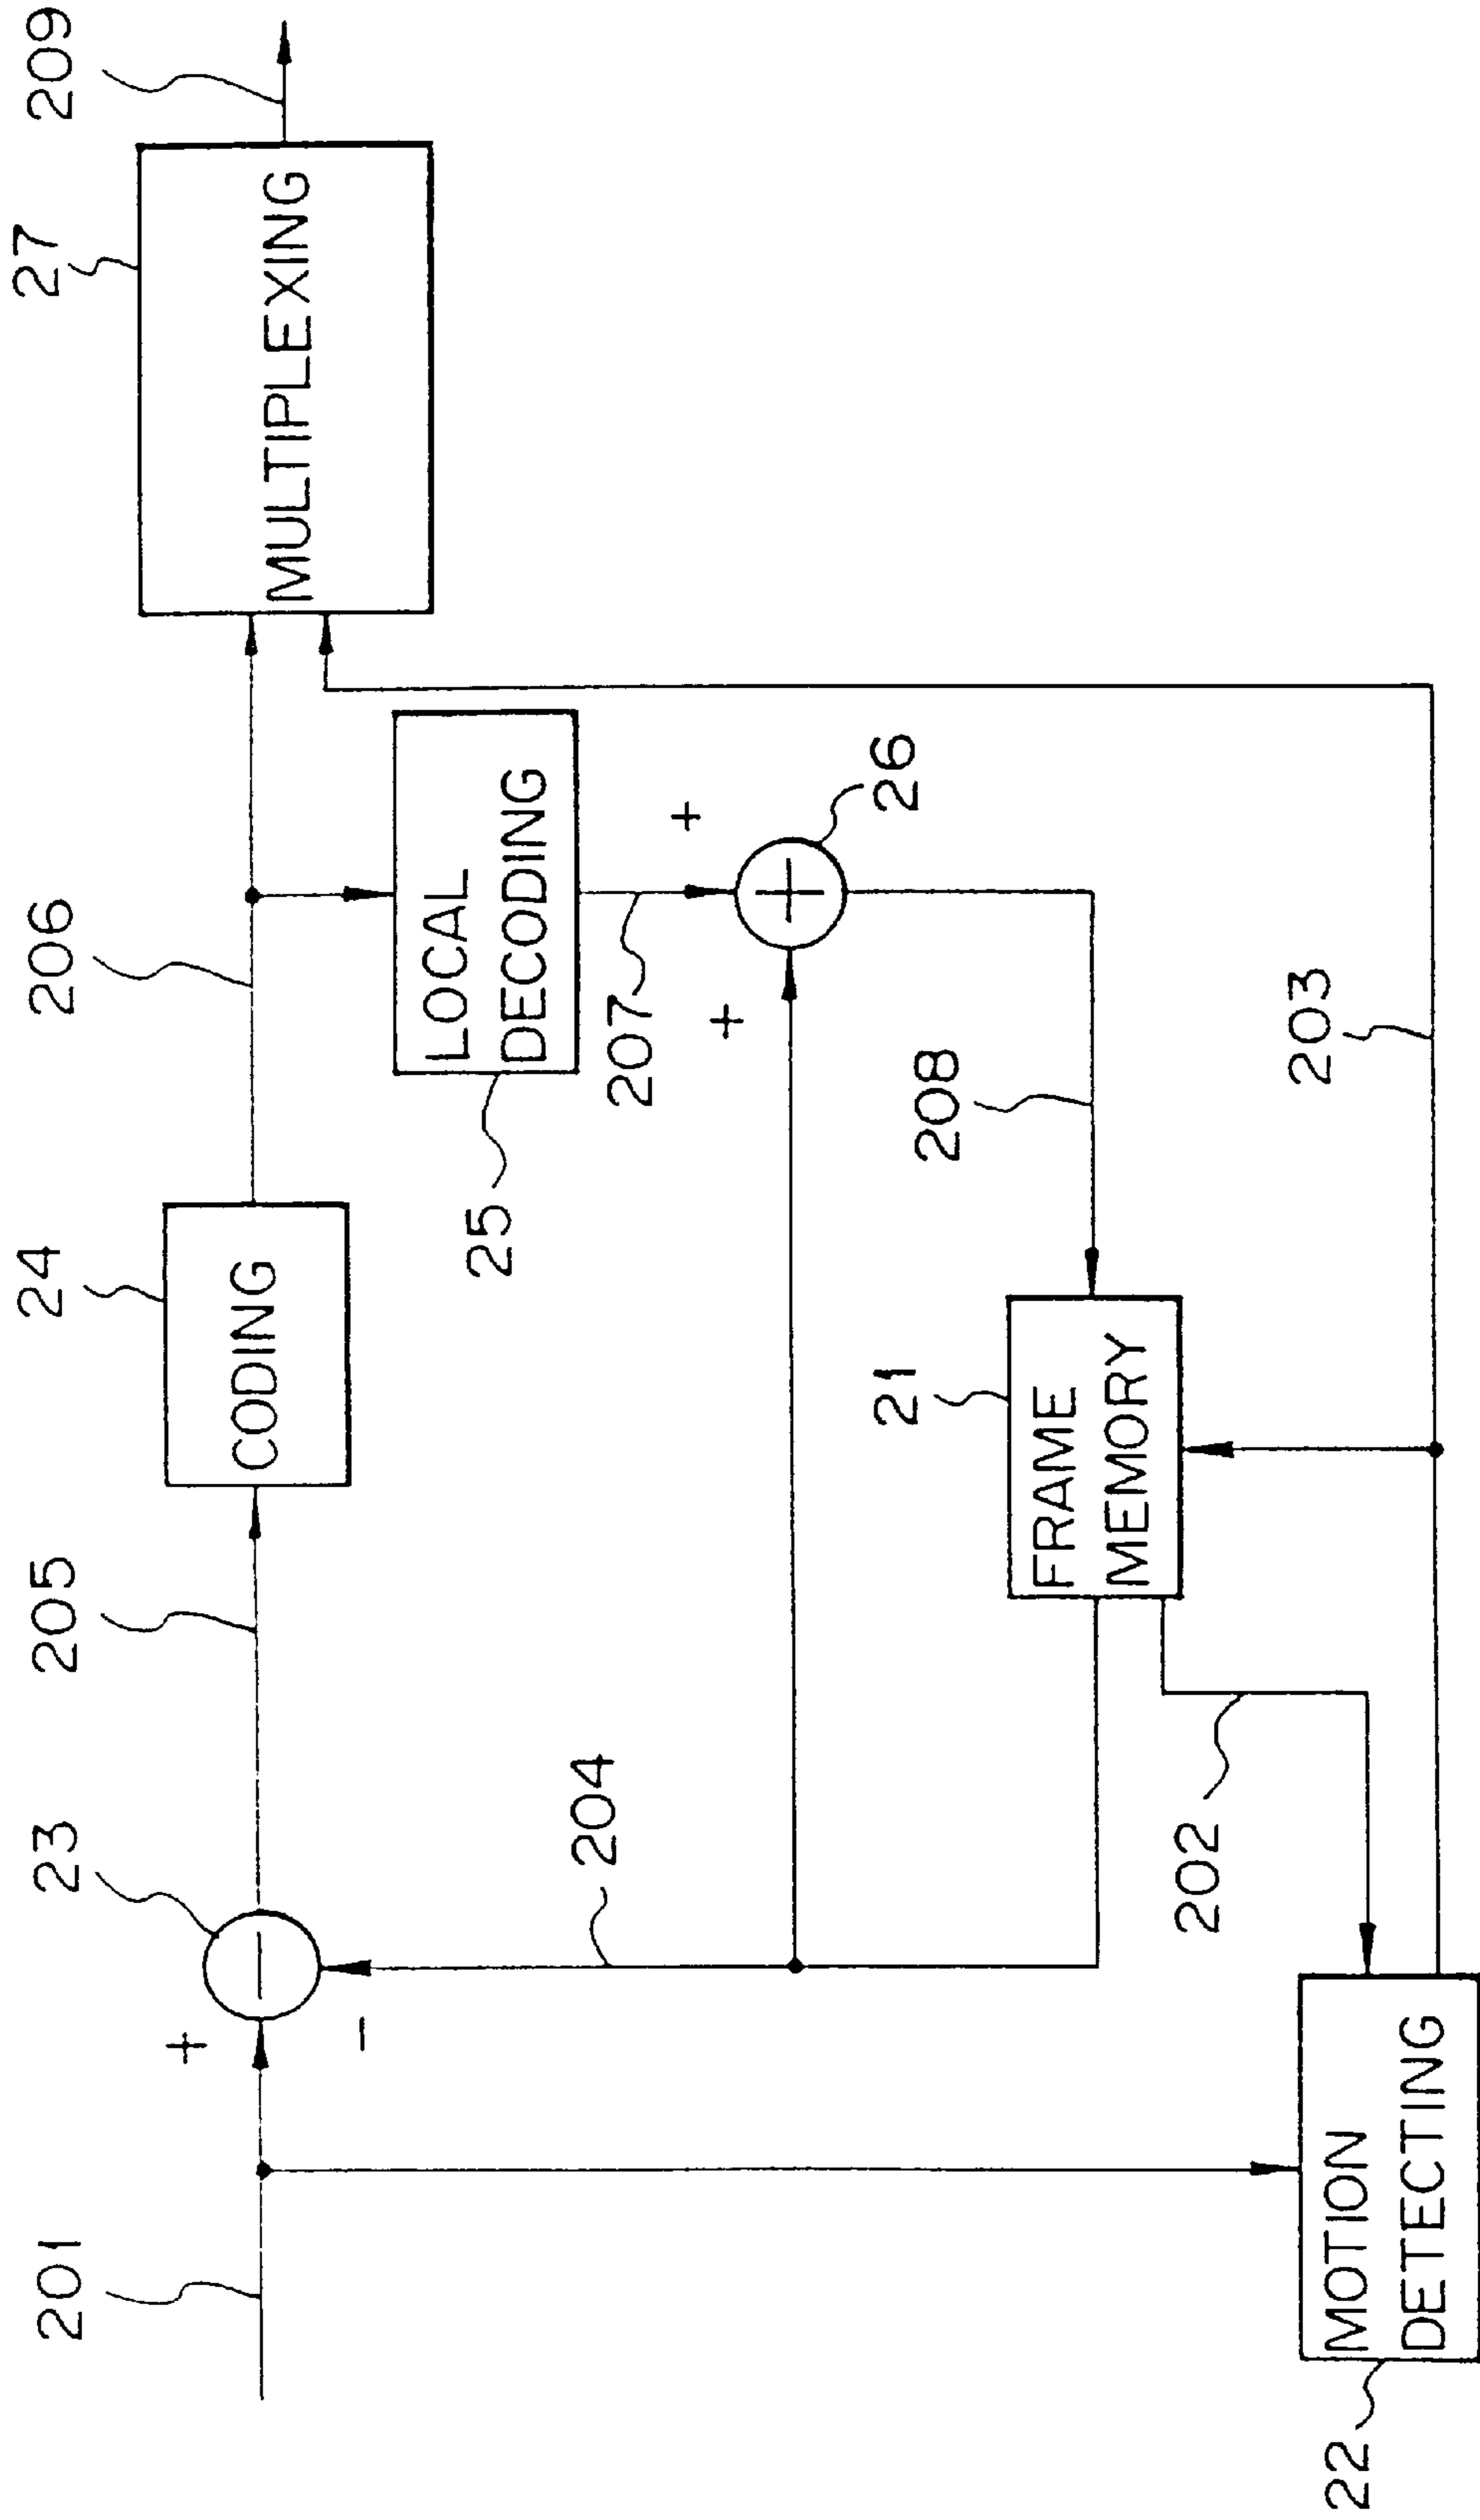 201
+
-
23
205
24
CODING
206
27
MULTIPLEXING
209
204
25
LOCAL
DECODING
207
+
+
26
21
FRAME
MEMORY
208
202
203
22
MOTION
DETECTING